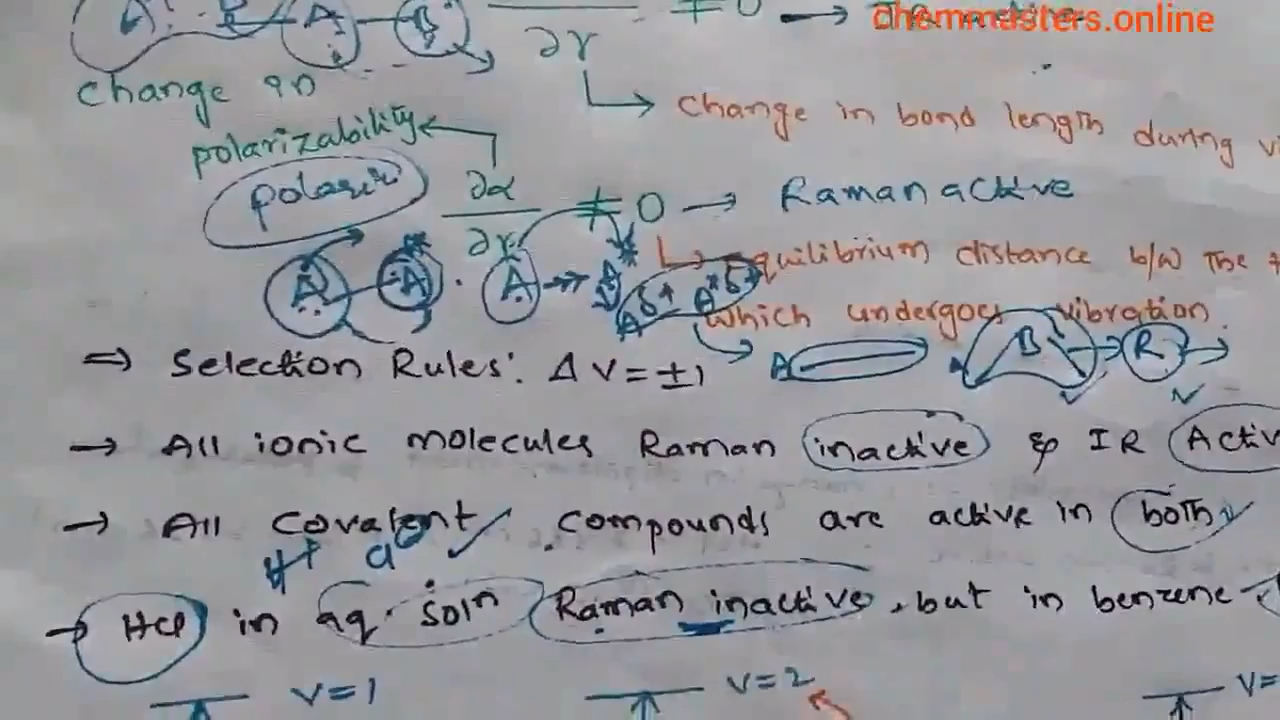 A B A B ≠ 0 → chemmasters.online
∂r
change in
↳ change in bond length during
polarizability ←
∂α / ∂r ≠ 0 → Raman active
A A* . A → A* ↳ equilibrium distance b/w The
A δ+ A* δ+ which undergoes vibration.
⇒ Selection Rules: ΔV = ±1 A B R
→ All ionic molecules Raman inactive & IR
→ All Covalent compounds are active in both
H+
→ HCl in aq. soln Raman inactive, but in benzene
V=1 V=2 V=